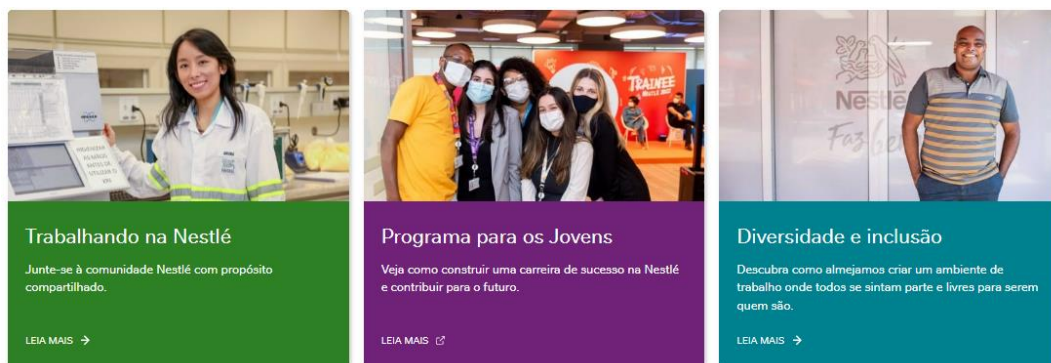 TRAINEE
Nestlé
Faz
Trabalhando na Nestlé
Junte-se à comunidade Nestlé com propósito
compartilhado.
LEIA MAIS
Programa para os Jovens
Veja como construir uma carreira de sucesso na Nestlé
e contribuir para o futuro.
LEIA MAIS
Diversidade e inclusão
Descubra como almejamos criar um ambiente de
trabalho onde todos se sintam parte e livres para serem
quem são.
LEIA MAIS